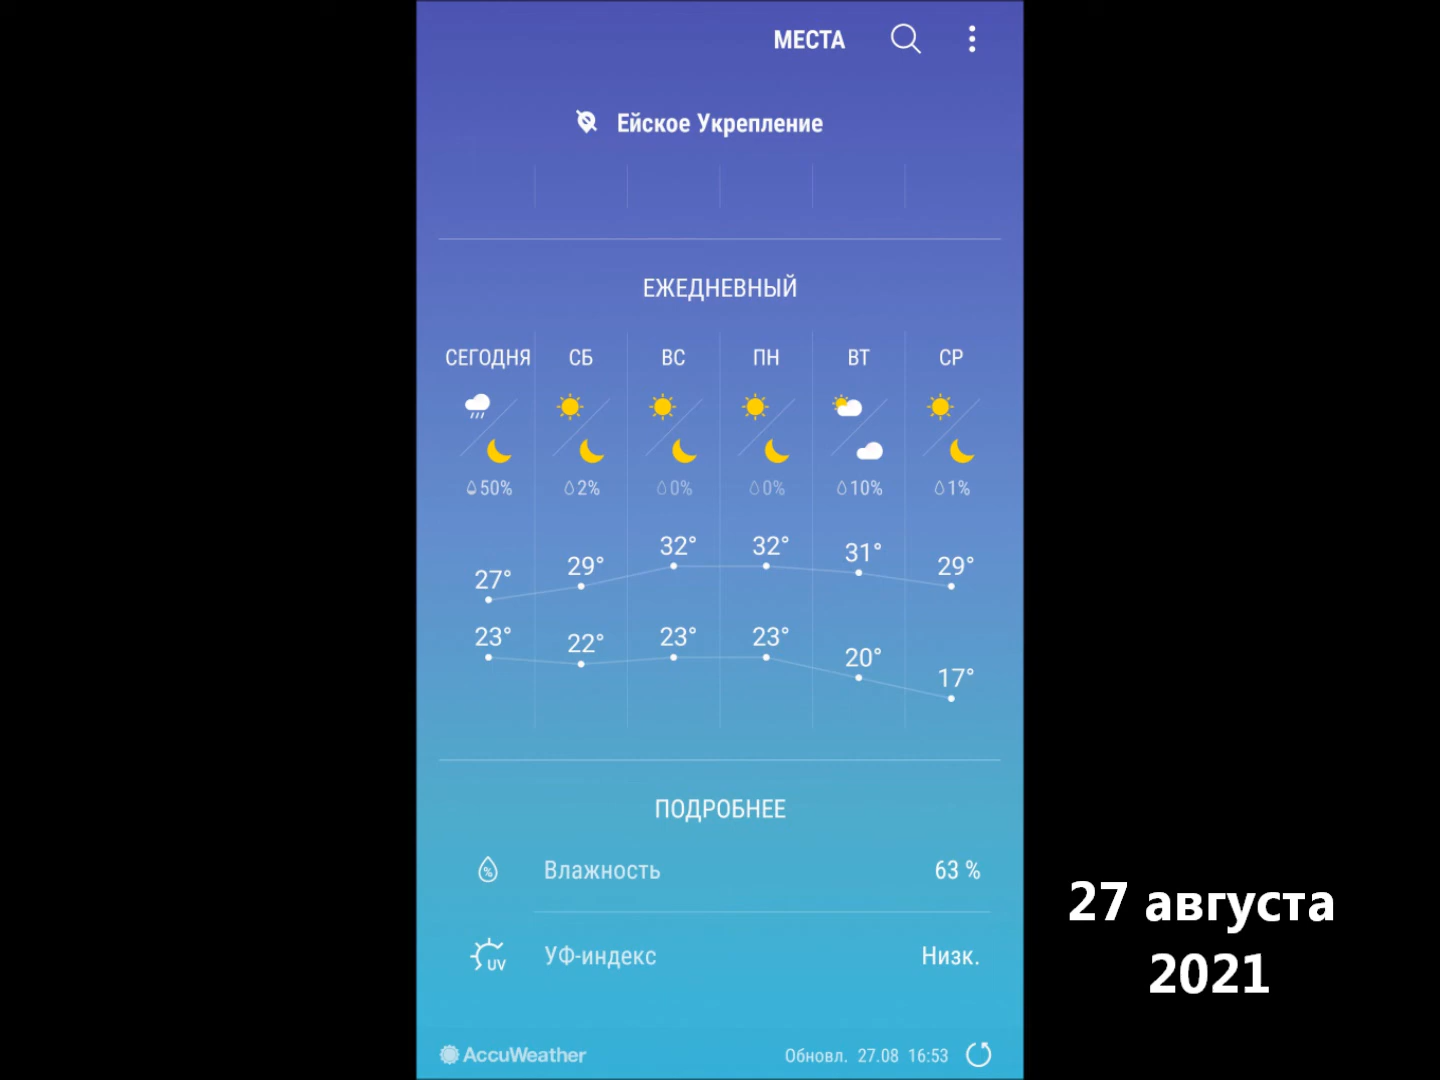 МЕСТА
Ейское Укрепление
ЕЖЕДНЕВНЫЙ
СЕГОДНЯ СБ ВС ПН ВТ СР
50% 2% 0% 0% 10% 1%
27° 29° 32° 32° 31° 29°
23° 22° 23° 23° 20° 17°
ПОДРОБНЕЕ
% Влажность 63 %
UV УФ-индекс Низк.
AccuWeather Обновл. 27.08 16:53
27 августа
2021